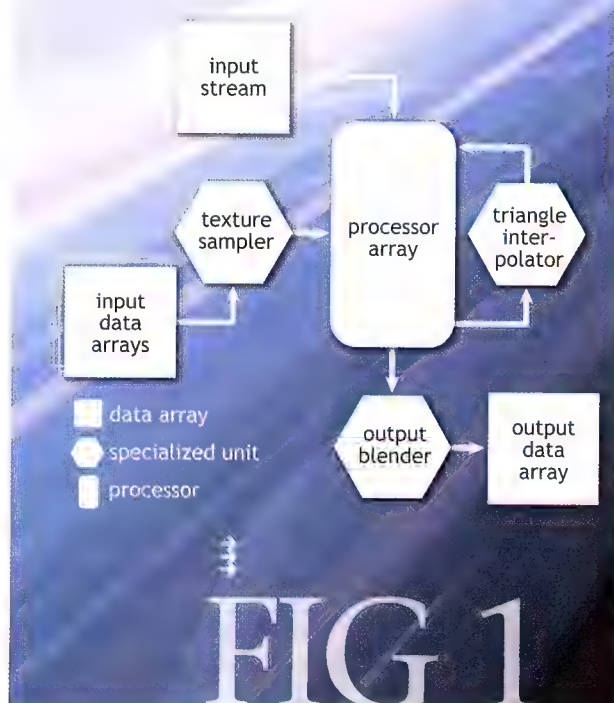 input
stream
texture
sampler
processor
array
triangle
inter-
polator
input
data
arrays
data array
specialized unit
processor
output
blender
output
data
array
FIG 1